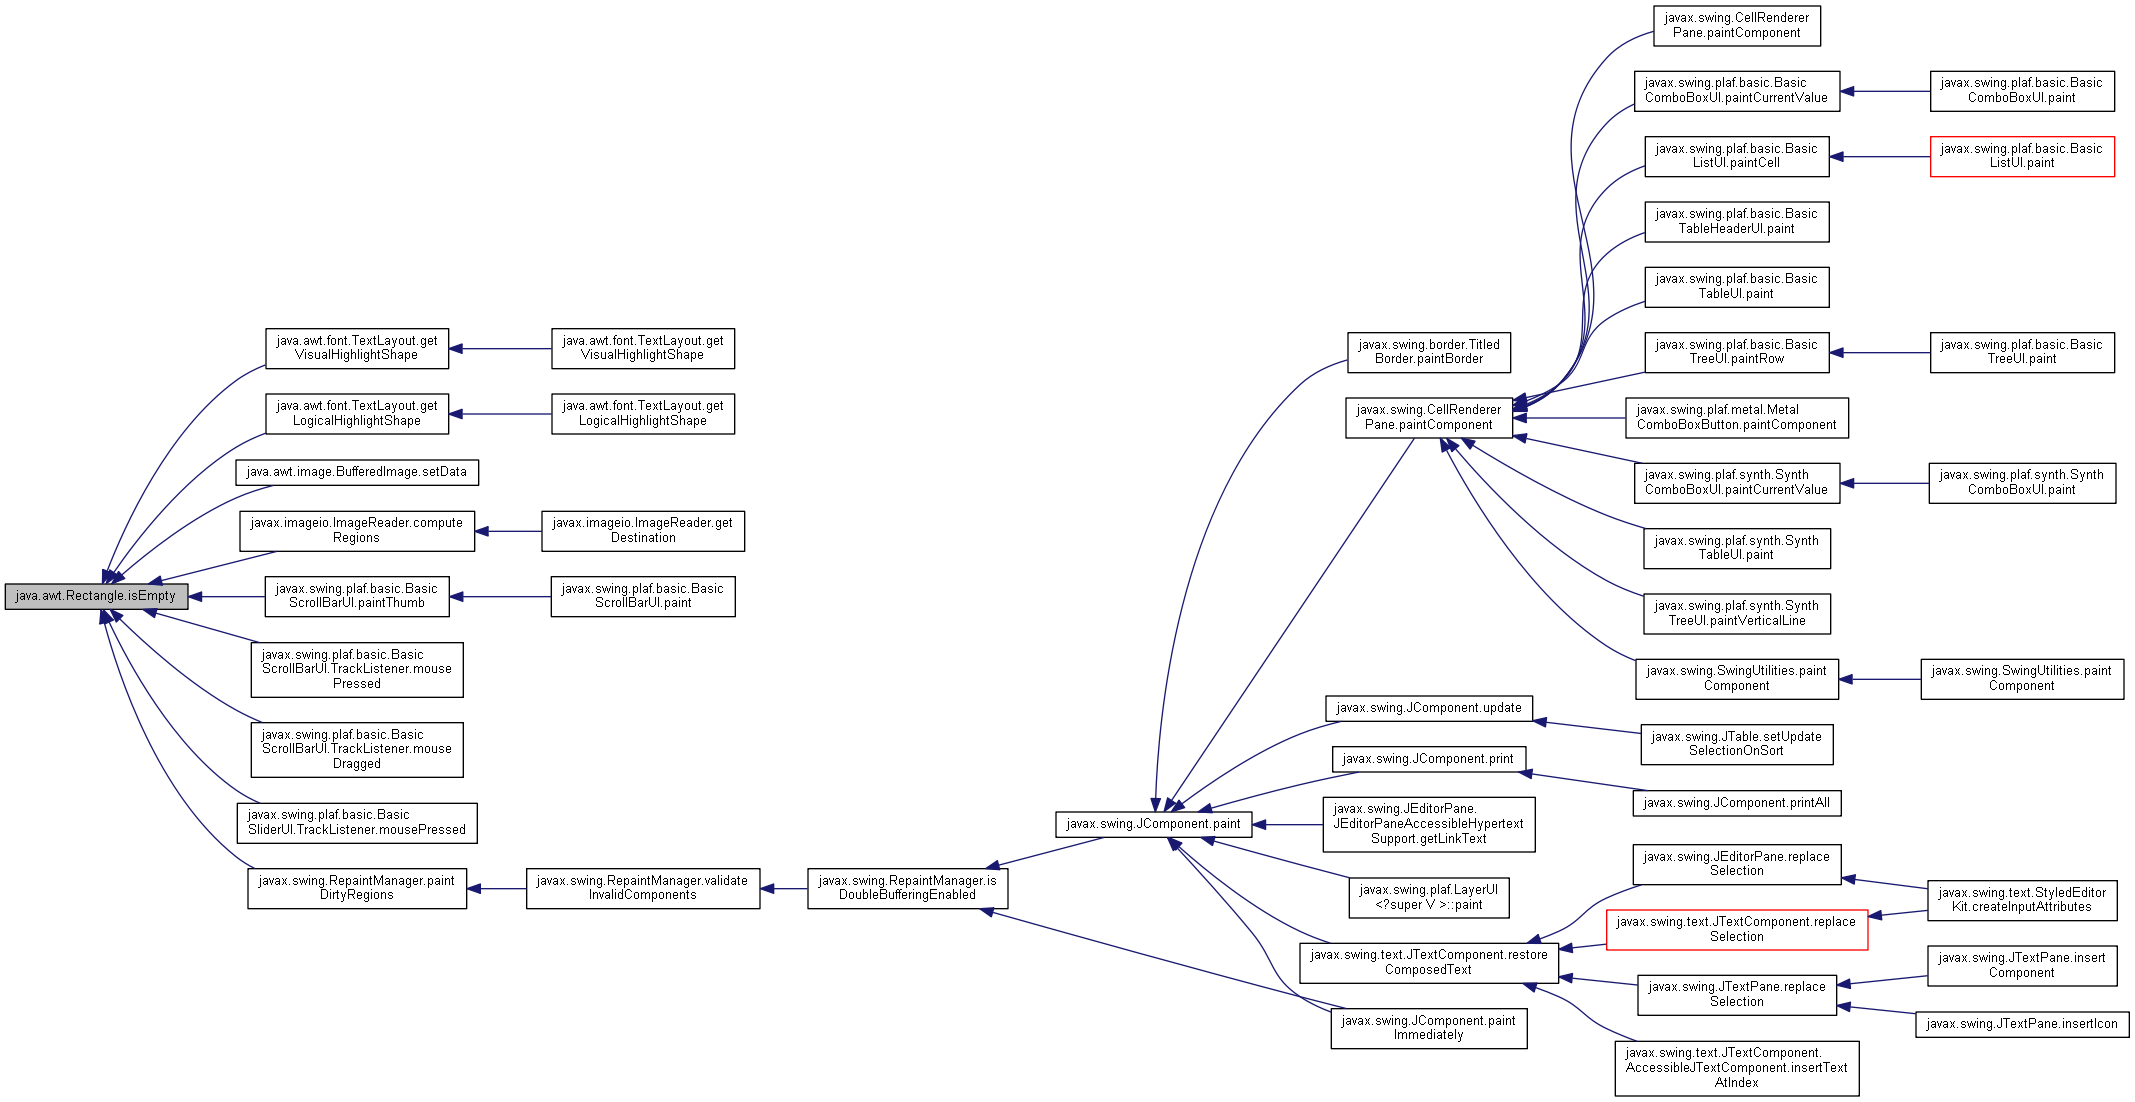 java.awt.Rectangle.isEmpty
java.awt.font.TextLayout.get
VisualHighlightShape
java.awt.font.TextLayout.get
VisualHighlightShape
java.awt.font.TextLayout.get
LogicalHighlightShape
java.awt.font.TextLayout.get
LogicalHighlightShape
java.awt.image.BufferedImage.setData
javax.imageio.ImageReader.compute
Regions
javax.imageio.ImageReader.get
Destination
javax.swing.plaf.basic.Basic
ScrollBarUI.paintThumb
javax.swing.plaf.basic.Basic
ScrollBarUI.paint
javax.swing.plaf.basic.Basic
ScrollBarUI.TrackListener.mouse
Pressed
javax.swing.plaf.basic.Basic
ScrollBarUI.TrackListener.mouse
Dragged
javax.swing.plaf.basic.Basic
SliderUI.TrackListener.mousePressed
javax.swing.RepaintManager.paint
DirtyRegions
javax.swing.RepaintManager.validate
InvalidComponents
javax.swing.RepaintManager.is
DoubleBufferingEnabled
javax.swing.JComponent.paint
javax.swing.border.Titled
Border.paintBorder
javax.swing.CellRenderer
Pane.paintComponent
javax.swing.CellRenderer
Pane.paintComponent
javax.swing.plaf.basic.Basic
ComboBoxUI.paintCurrentValue
javax.swing.plaf.basic.Basic
ComboBoxUI.paint
javax.swing.plaf.basic.Basic
ListUI.paintCell
javax.swing.plaf.basic.Basic
ListUI.paint
javax.swing.plaf.basic.Basic
TableHeaderUI.paint
javax.swing.plaf.basic.Basic
TableUI.paint
javax.swing.plaf.basic.Basic
TreeUI.paintRow
javax.swing.plaf.basic.Basic
TreeUI.paint
javax.swing.plaf.metal.Metal
ComboBoxButton.paintComponent
javax.swing.plaf.synth.Synth
ComboBoxUI.paintCurrentValue
javax.swing.plaf.synth.Synth
ComboBoxUI.paint
javax.swing.plaf.synth.Synth
TableUI.paint
javax.swing.plaf.synth.Synth
TreeUI.paintVerticalLine
javax.swing.SwingUtilities.paint
Component
javax.swing.SwingUtilities.paint
Component
javax.swing.JComponent.update
javax.swing.JTable.setUpdate
SelectionOnSort
javax.swing.JComponent.print
javax.swing.JComponent.printAll
javax.swing.JEditorPane.
JEditorPaneAccessibleHypertext
Support.getLinkText
javax.swing.plaf.LayerUI
<?super V >::paint
javax.swing.text.JTextComponent.restore
ComposedText
javax.swing.JEditorPane.replace
Selection
javax.swing.text.StyledEditor
Kit.createInputAttributes
javax.swing.text.JTextComponent.replace
Selection
javax.swing.JTextPane.replace
Selection
javax.swing.JTextPane.insert
Component
javax.swing.JTextPane.insertIcon
javax.swing.text.JTextComponent.
AccessibleJTextComponent.insertText
AtIndex
javax.swing.JComponent.paint
Immediately